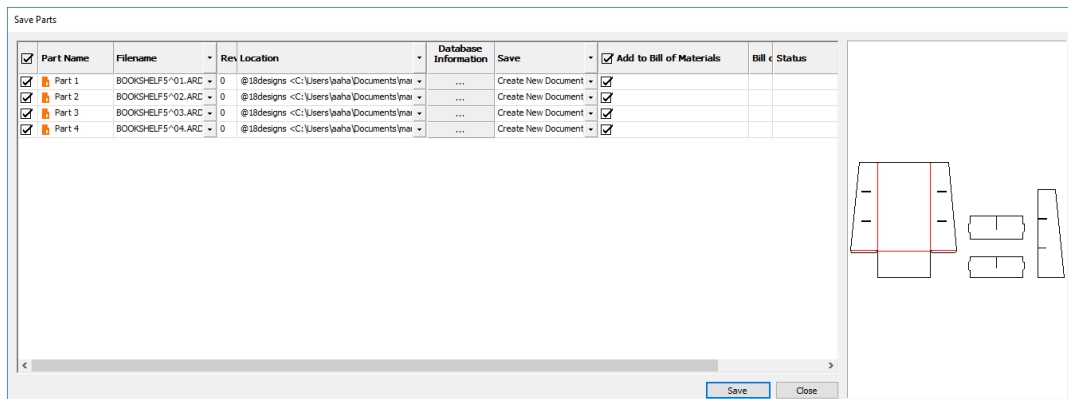 Save Parts
Part Name Filename Rev Location Database Information Save Add to Bill of Materials Bill Status
Part 1 BOOKSHELF5^01.ARD 0 @18designs <C:\Users\aaha\Documents\ma ... Create New Document
Part 2 BOOKSHELF5^02.ARD 0 @18designs <C:\Users\aaha\Documents\ma ... Create New Document
Part 3 BOOKSHELF5^03.ARD 0 @18designs <C:\Users\aaha\Documents\ma ... Create New Document
Part 4 BOOKSHELF5^04.ARD 0 @18designs <C:\Users\aaha\Documents\ma ... Create New Document
Save Close